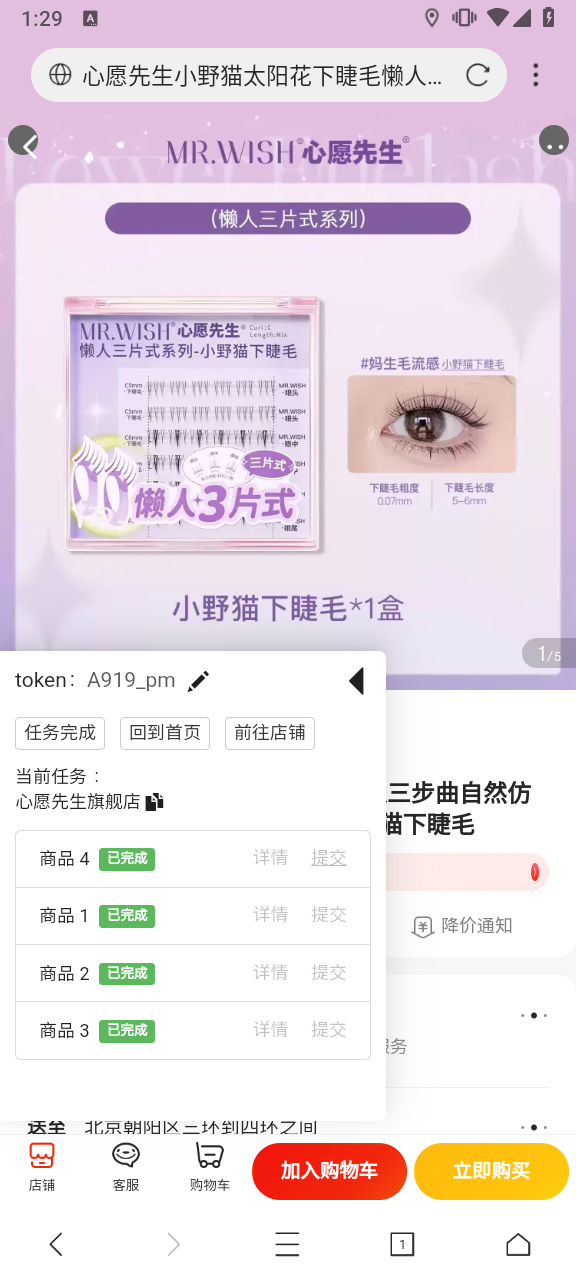 1:29
A
心愿先生小野猫太阳花下睫毛懒人...
MR.WISH®心愿先生®
(懒人三片式系列)
MR.WISH®心愿先生® Curl:C
Length:Mix
懒人三片式系列-小野猫下睫毛
C5mm
下睫毛
MR.WISH
-眼头
C5mm
下睫毛
MR.WISH
-眼头
C6mm
下睫毛
MR.WISH
-眼中
三片式
懒人3片式
-眼尾
#妈生毛流感 小野猫下睫毛
下睫毛粗度 下睫毛长度
0.07mm 5-6mm
小野猫下睫毛*1盒
1/5
token: A919_pm
任务完成 回到首页 前往店铺
当前任务：
心愿先生旗舰店
商品 4 已完成 详情 提交
商品 1 已完成 详情 提交
商品 2 已完成 详情 提交
商品 3 已完成 详情 提交
三步曲自然仿
猫下睫毛
降价通知
服务
送至 北京朝阳区三环到四环之间
店铺 客服 购物车 加入购物车 立即购买
1